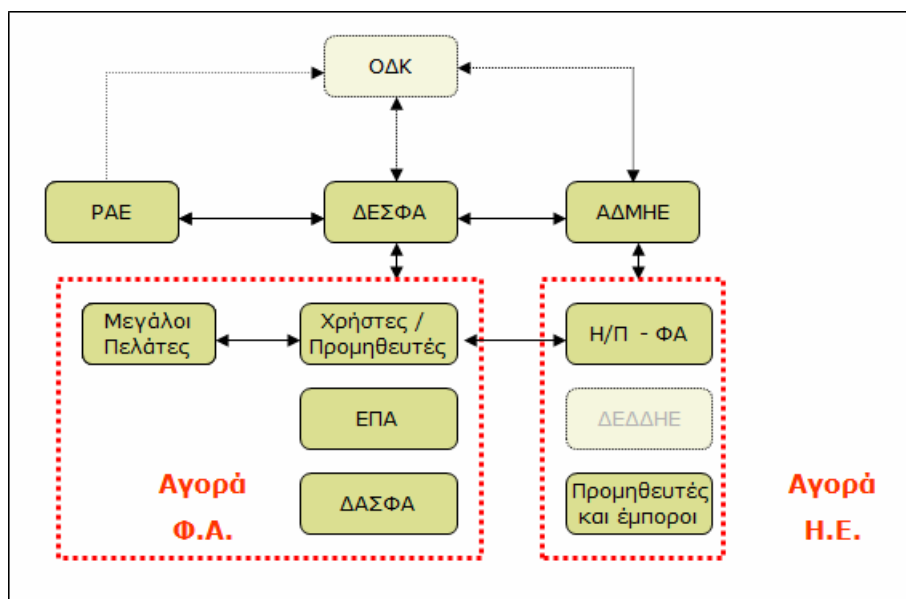 ΟΔΚ
ΡΑΕ
ΔΕΣΦΑ
ΑΔΜΗΕ
Μεγάλοι
Πελάτες
Χρήστες /
Προμηθευτές
Η/Π - ΦΑ
ΕΠΑ
ΔΕΔΔΗΕ
ΔΑΣΦΑ
Προμηθευτές
και έμποροι
Αγορά
Φ.Α.
Αγορά
Η.Ε.